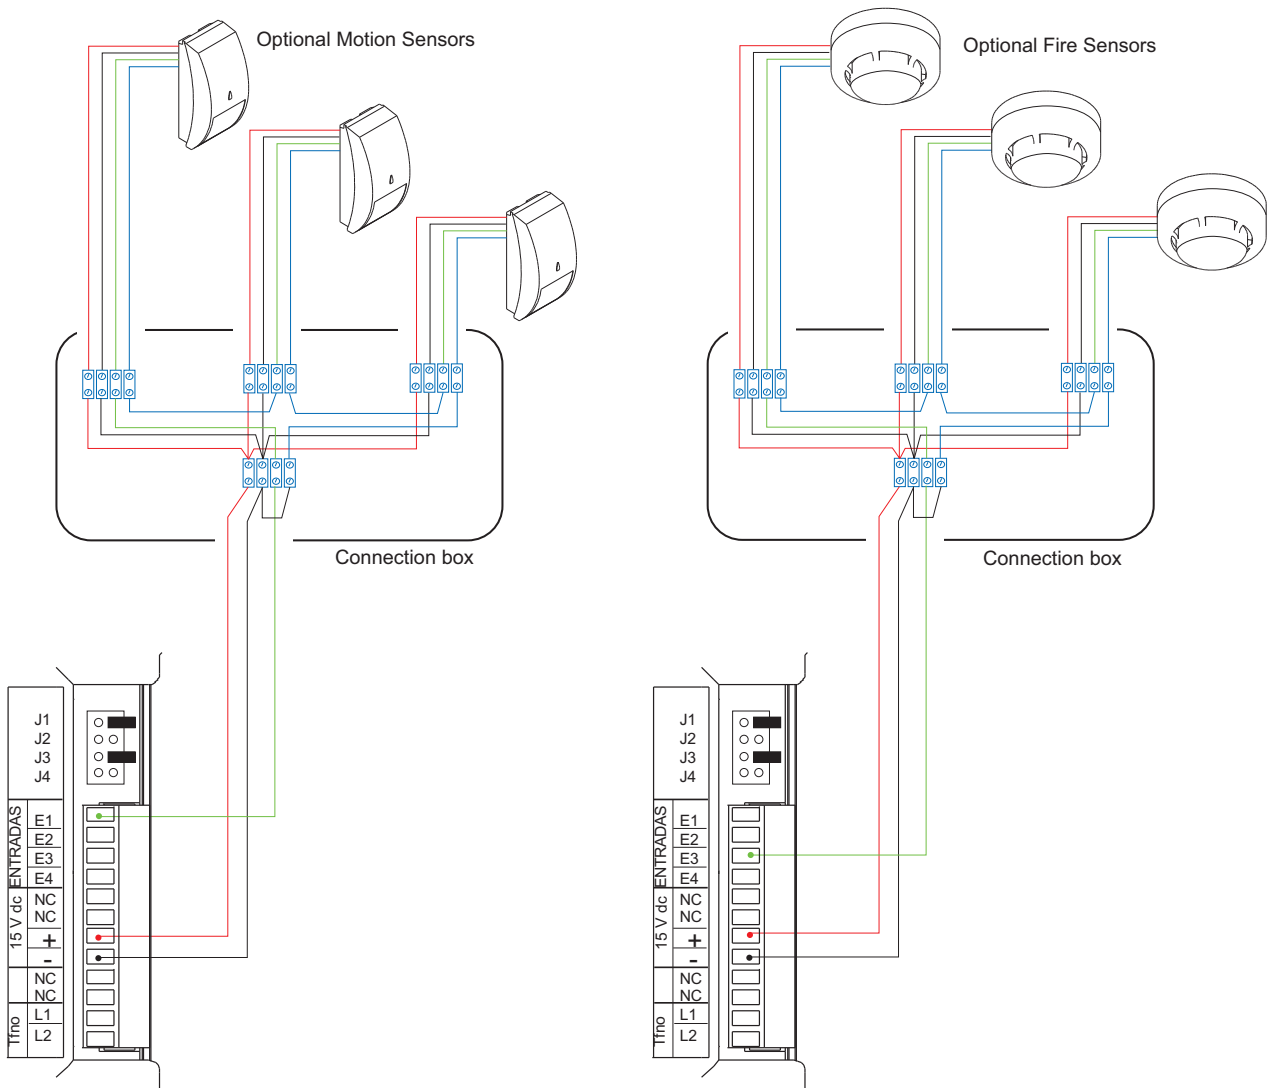 Optional Motion Sensors
Optional Fire Sensors
Connection box
Connection box
J1
J2
J3
J4
ENTRADAS
E1
E2
E3
E4
15 V dc
NC
NC
+
-
NC
NC
Tfno
L1
L2
J1
J2
J3
J4
ENTRADAS
E1
E2
E3
E4
15 V dc
NC
NC
+
-
NC
NC
Tfno
L1
L2